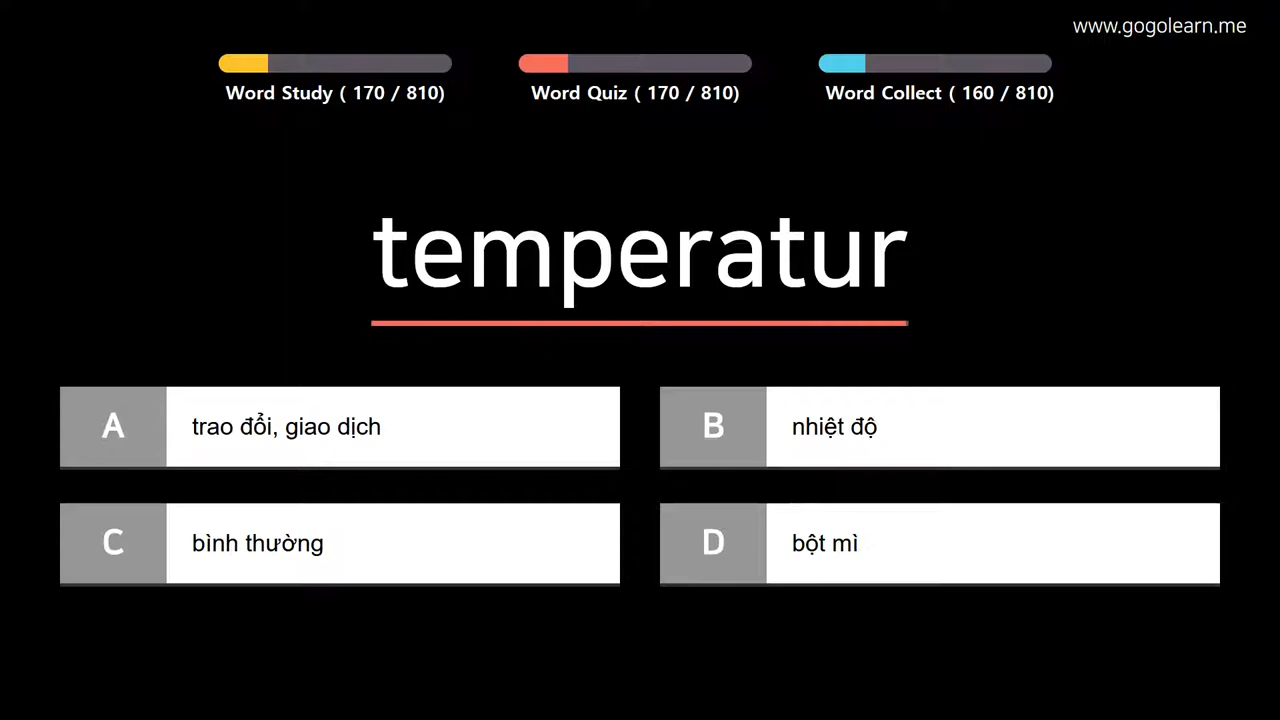 www.gogolearn.me
Word Study ( 170 / 810)
Word Quiz ( 170 / 810)
Word Collect ( 160 / 810)
temperatur
A trao đổi, giao dịch
B nhiệt độ
C bình thường
D bột mì